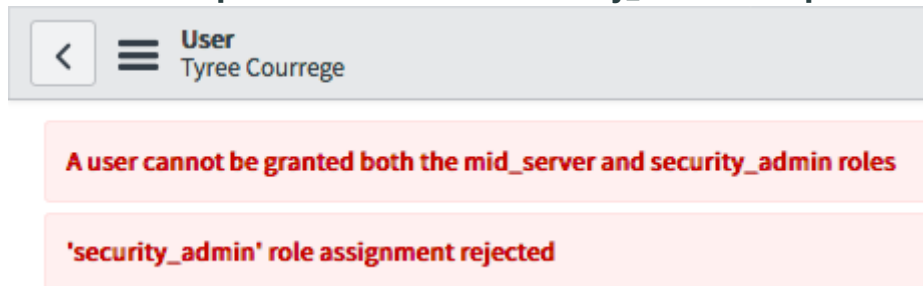 User
Tyree Courrege
A user cannot be granted both the mid_server and security_admin roles
'security_admin' role assignment rejected